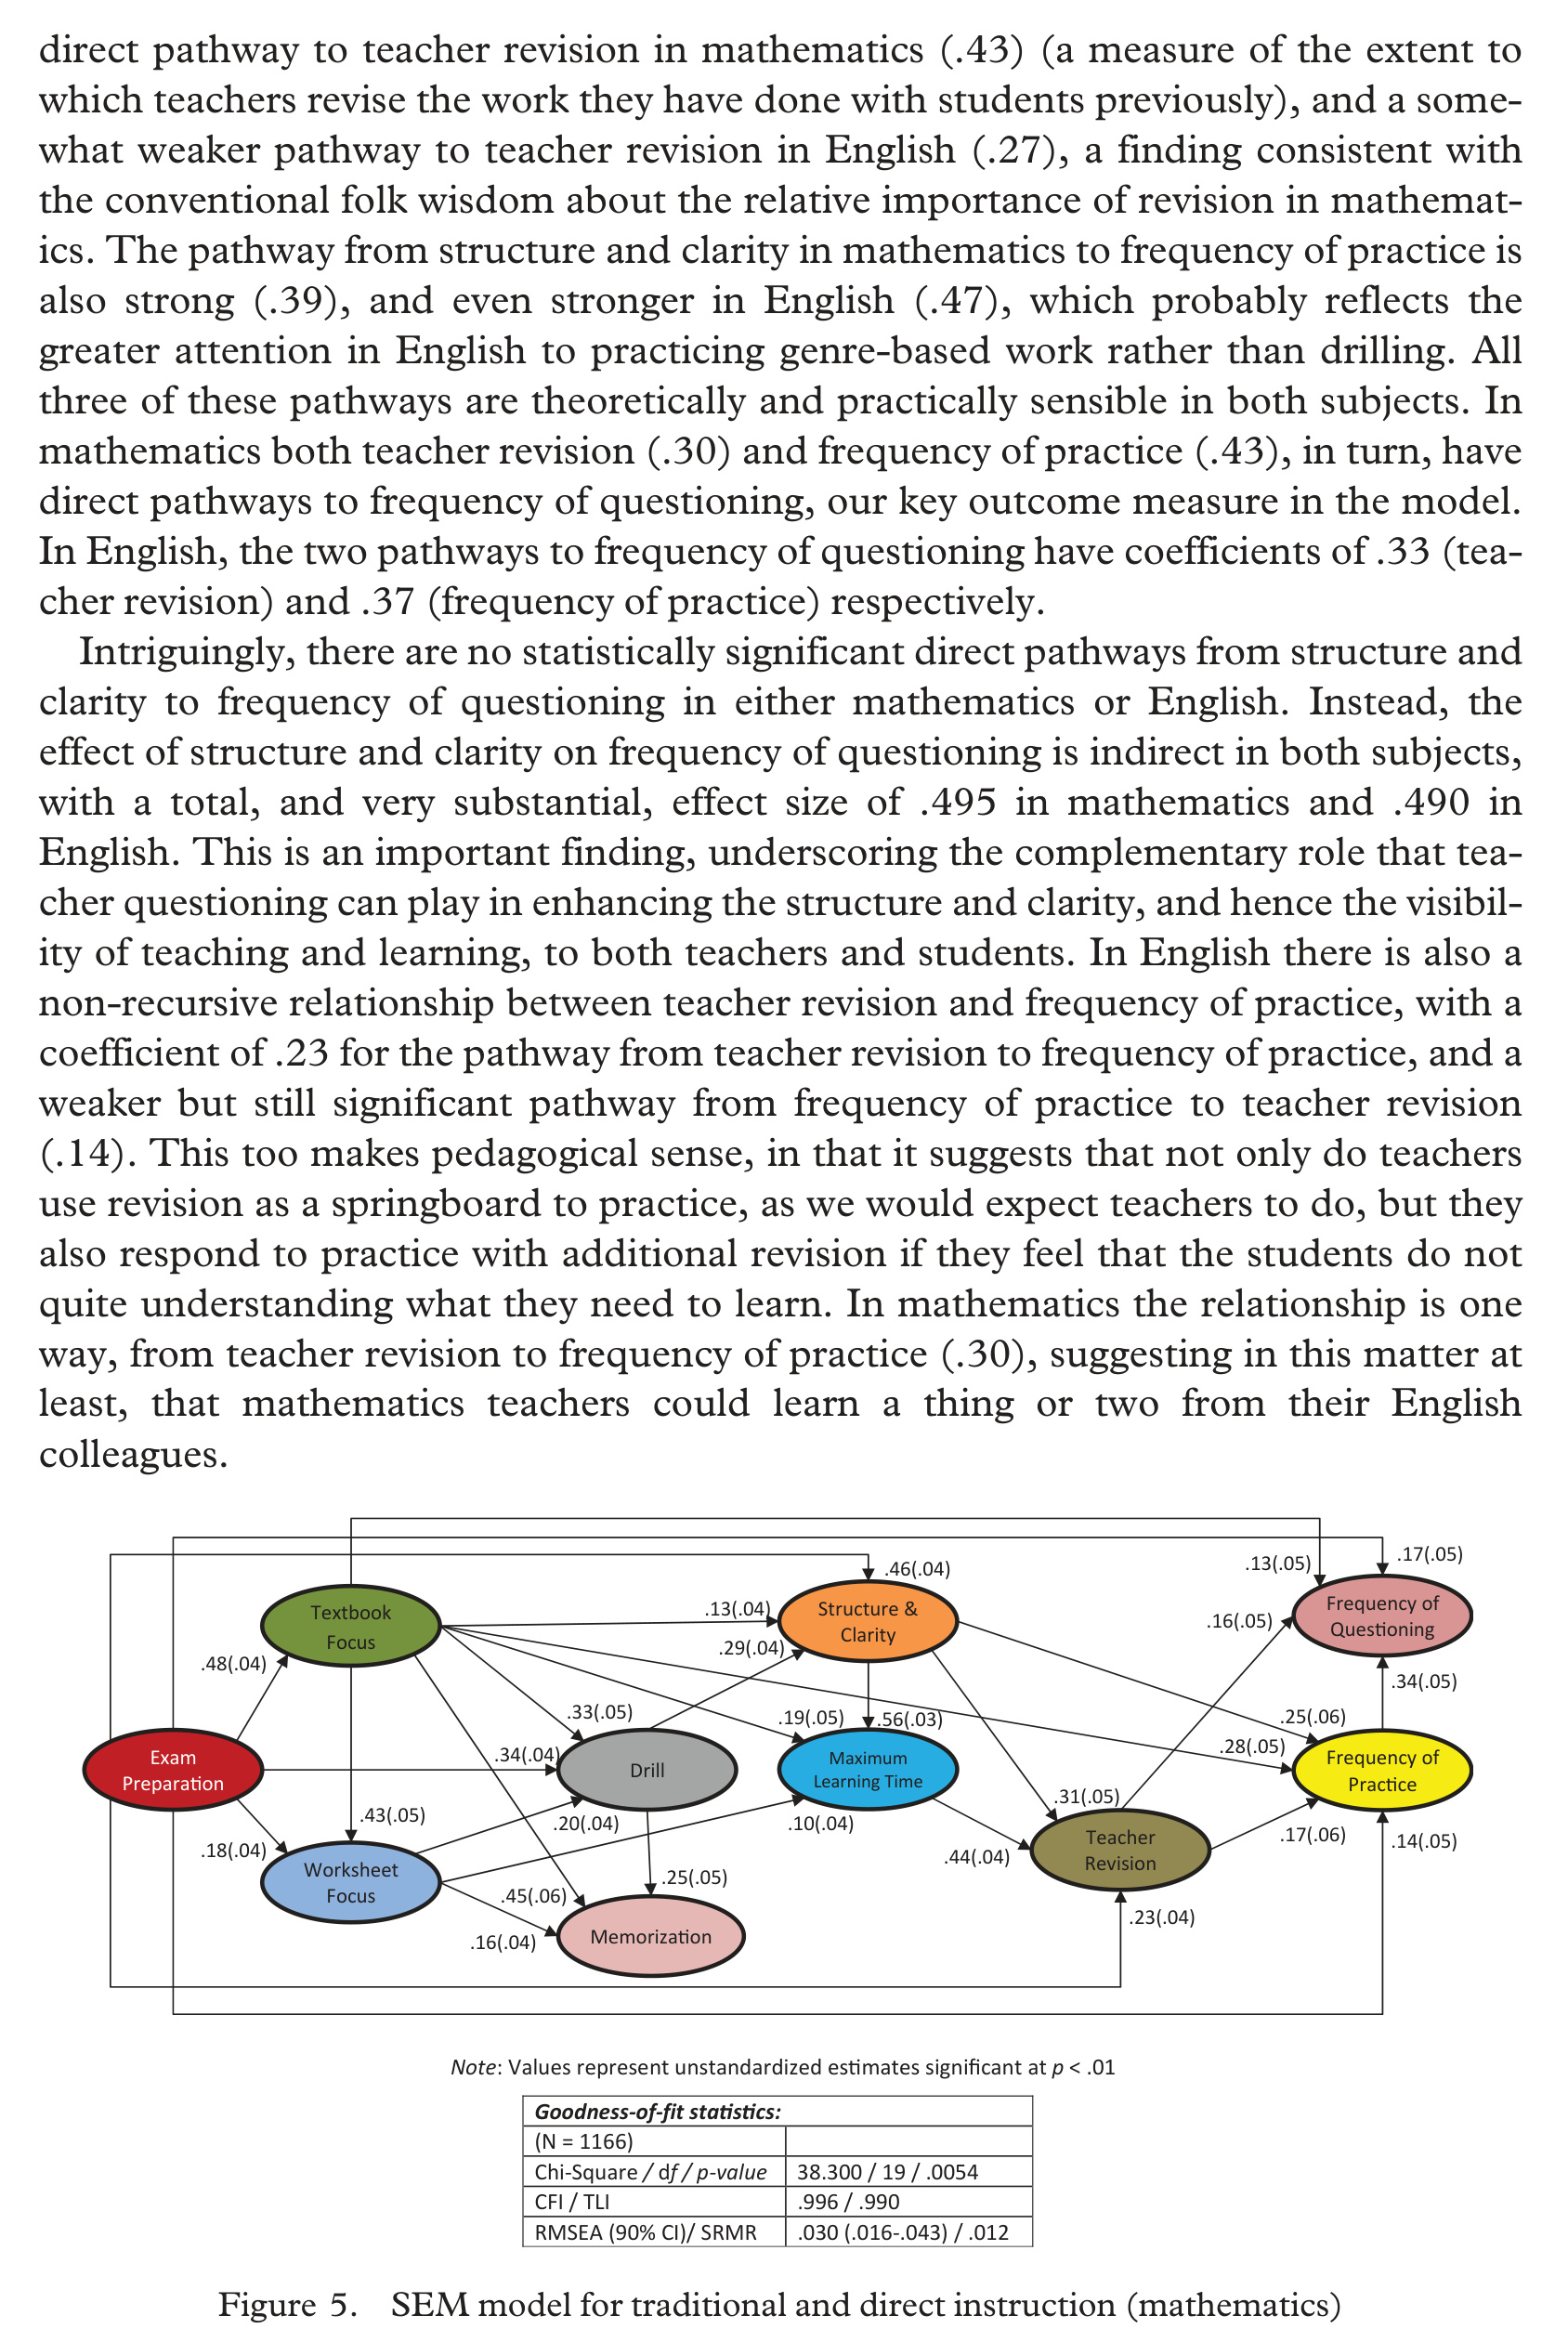 direct pathway to teacher revision in mathematics (.43) (a measure of the extent to
which teachers revise the work they have done with students previously), and a some-
what weaker pathway to teacher revision in English (.27), a finding consistent with
the conventional folk wisdom about the relative importance of revision in mathemat-
ics. The pathway from structure and clarity in mathematics to frequency of practice is
also strong (.39), and even stronger in English (.47), which probably reflects the
greater attention in English to practicing genre-based work rather than drilling. All
three of these pathways are theoretically and practically sensible in both subjects. In
mathematics both teacher revision (.30) and frequency of practice (.43), in turn, have
direct pathways to frequency of questioning, our key outcome measure in the model.
In English, the two pathways to frequency of questioning have coefficients of .33 (tea-
cher revision) and .37 (frequency of practice) respectively.
Intriguingly, there are no statistically significant direct pathways from structure and
clarity to frequency of questioning in either mathematics or English. Instead, the
effect of structure and clarity on frequency of questioning is indirect in both subjects,
with a total, and very substantial, effect size of .495 in mathematics and .490 in
English. This is an important finding, underscoring the complementary role that tea-
cher questioning can play in enhancing the structure and clarity, and hence the visibil-
ity of teaching and learning, to both teachers and students. In English there is also a
non-recursive relationship between teacher revision and frequency of practice, with a
coefficient of .23 for the pathway from teacher revision to frequency of practice, and a
weaker but still significant pathway from frequency of practice to teacher revision
(.14). This too makes pedagogical sense, in that it suggests that not only do teachers
use revision as a springboard to practice, as we would expect teachers to do, but they
also respond to practice with additional revision if they feel that the students do not
quite understanding what they need to learn. In mathematics the relationship is one
way, from teacher revision to frequency of practice (.30), suggesting in this matter at
least, that mathematics teachers could learn a thing or two from their English
colleagues.
.46(.04)
.13(.05)
.17(.05)
Textbook
Focus
.13(.04)
Structure &
Clarity
Frequency of
Questioning
.16(.05)
.29(.04)
.48(.04)
.34(.05)
.33(.05)
.19(.05)
.56(.03)
.25(.06)
.28(.05)
.34(.04)
Exam
Preparation
Drill
Maximum
Learning Time
Frequency of
Practice
.31(.05)
.43(.05)
.20(.04)
.10(.04)
.17(.06)
.14(.05)
.18(.04)
.44(.04)
Teacher
Revision
Worksheet
Focus
.25(.05)
.45(.06)
.23(.04)
.16(.04)
Memorization
Note: Values represent unstandardized estimates significant at p < .01
Goodness-of-fit statistics:
(N = 1166)
Chi-Square / df / p-value 38.300 / 19 / .0054
CFI / TLI .996 / .990
RMSEA (90% CI)/ SRMR .030 (.016-.043) / .012
Figure 5. SEM model for traditional and direct instruction (mathematics)